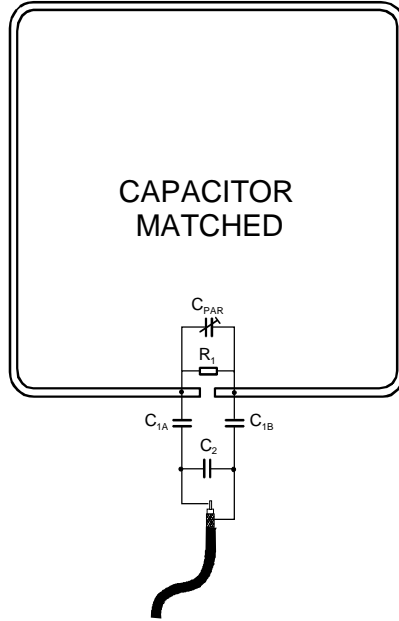 CAPACITOR
MATCHED
CPAR
R1
C1A
C1B
C2